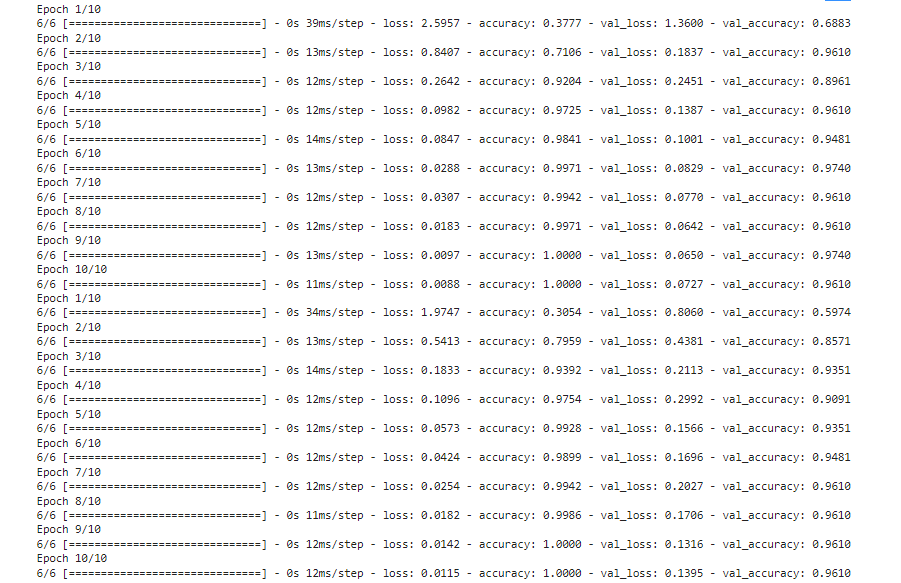 Epoch 1/10
6/6 [==============================] - 0s 39ms/step - loss: 2.5957 - accuracy: 0.3777 - val_loss: 1.3600 - val_accuracy: 0.6883
Epoch 2/10
6/6 [==============================] - 0s 13ms/step - loss: 0.8407 - accuracy: 0.7106 - val_loss: 0.1837 - val_accuracy: 0.9610
Epoch 3/10
6/6 [==============================] - 0s 12ms/step - loss: 0.2642 - accuracy: 0.9204 - val_loss: 0.2451 - val_accuracy: 0.8961
Epoch 4/10
6/6 [==============================] - 0s 12ms/step - loss: 0.0982 - accuracy: 0.9725 - val_loss: 0.1387 - val_accuracy: 0.9610
Epoch 5/10
6/6 [==============================] - 0s 14ms/step - loss: 0.0847 - accuracy: 0.9841 - val_loss: 0.1001 - val_accuracy: 0.9481
Epoch 6/10
6/6 [==============================] - 0s 13ms/step - loss: 0.0288 - accuracy: 0.9971 - val_loss: 0.0829 - val_accuracy: 0.9740
Epoch 7/10
6/6 [==============================] - 0s 12ms/step - loss: 0.0307 - accuracy: 0.9942 - val_loss: 0.0770 - val_accuracy: 0.9610
Epoch 8/10
6/6 [==============================] - 0s 12ms/step - loss: 0.0183 - accuracy: 0.9971 - val_loss: 0.0642 - val_accuracy: 0.9610
Epoch 9/10
6/6 [==============================] - 0s 13ms/step - loss: 0.0097 - accuracy: 1.0000 - val_loss: 0.0650 - val_accuracy: 0.9740
Epoch 10/10
6/6 [==============================] - 0s 11ms/step - loss: 0.0088 - accuracy: 1.0000 - val_loss: 0.0727 - val_accuracy: 0.9610
Epoch 1/10
6/6 [==============================] - 0s 34ms/step - loss: 1.9747 - accuracy: 0.3054 - val_loss: 0.8060 - val_accuracy: 0.5974
Epoch 2/10
6/6 [==============================] - 0s 13ms/step - loss: 0.5413 - accuracy: 0.7959 - val_loss: 0.4381 - val_accuracy: 0.8571
Epoch 3/10
6/6 [==============================] - 0s 14ms/step - loss: 0.1833 - accuracy: 0.9392 - val_loss: 0.2113 - val_accuracy: 0.9351
Epoch 4/10
6/6 [==============================] - 0s 12ms/step - loss: 0.1096 - accuracy: 0.9754 - val_loss: 0.2992 - val_accuracy: 0.9091
Epoch 5/10
6/6 [==============================] - 0s 12ms/step - loss: 0.0573 - accuracy: 0.9928 - val_loss: 0.1566 - val_accuracy: 0.9351
Epoch 6/10
6/6 [==============================] - 0s 12ms/step - loss: 0.0424 - accuracy: 0.9899 - val_loss: 0.1696 - val_accuracy: 0.9481
Epoch 7/10
6/6 [==============================] - 0s 12ms/step - loss: 0.0254 - accuracy: 0.9942 - val_loss: 0.2027 - val_accuracy: 0.9610
Epoch 8/10
6/6 [==============================] - 0s 11ms/step - loss: 0.0182 - accuracy: 0.9986 - val_loss: 0.1706 - val_accuracy: 0.9610
Epoch 9/10
6/6 [==============================] - 0s 12ms/step - loss: 0.0142 - accuracy: 1.0000 - val_loss: 0.1316 - val_accuracy: 0.9610
Epoch 10/10
6/6 [==============================] - 0s 12ms/step - loss: 0.0115 - accuracy: 1.0000 - val_loss: 0.1395 - val_accuracy: 0.9610